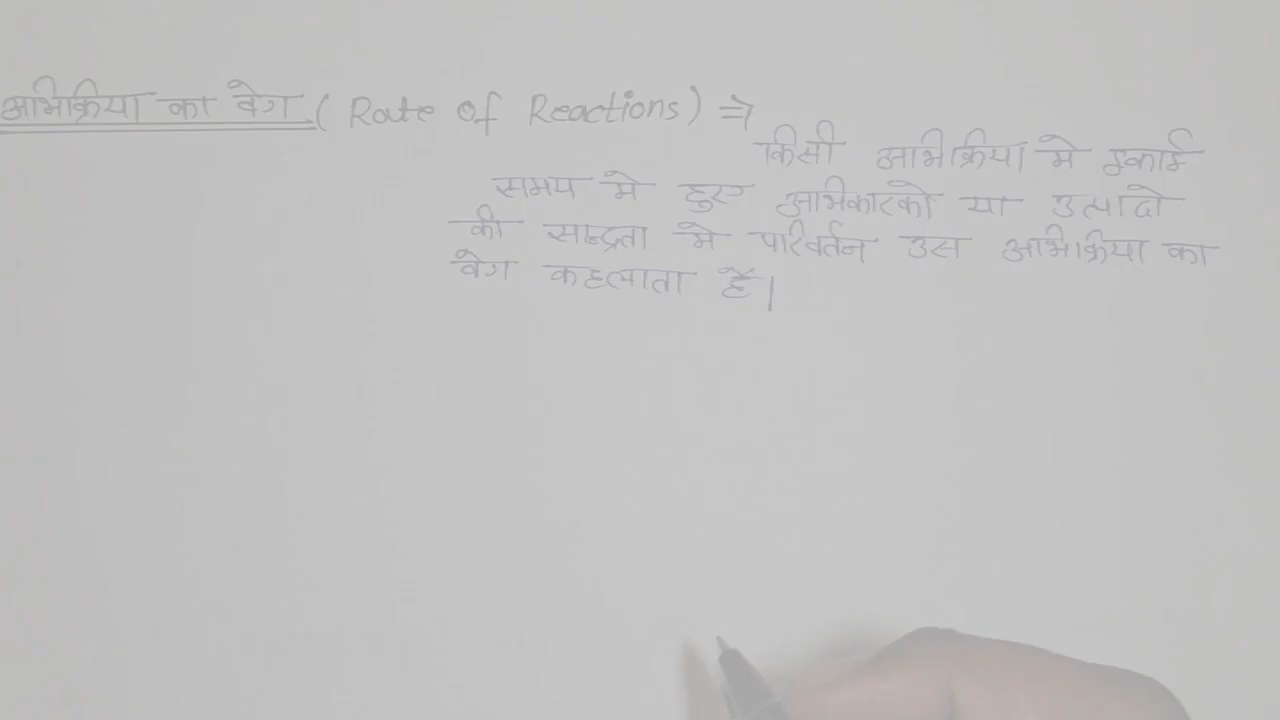 अभिक्रिया का वेग ( Rate of Reactions) ⇒
किसी अभिक्रिया मे इकाई
समय मे हुए अभिकारको या उत्पादो
की सान्द्रता मे परिवर्तन उस अभिक्रिया का
वेग कहलाता है।